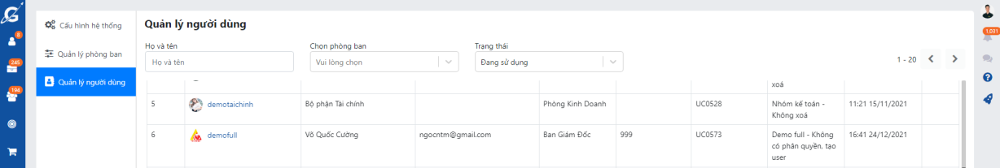 Cấu hình hệ thống
Quản lý phòng ban
Quản lý người dùng
8
245
194
Quản lý người dùng
Họ và tên
Họ và tên
Chọn phòng ban
Vui lòng chọn
Trạng thái
Đang sử dụng
1 - 20
1,031
xoá
5 demotaichinh Bộ phận Tài chính Phòng Kinh Doanh UC0528 Nhóm kế toán - 11:21 15/11/2021
Không xoá
6 demofull Võ Quốc Cường ngocntm@gmail.com Ban Giám Đốc 999 UC0573 Demo full - Không 16:41 24/12/2021
có phân quyền, tạo
user